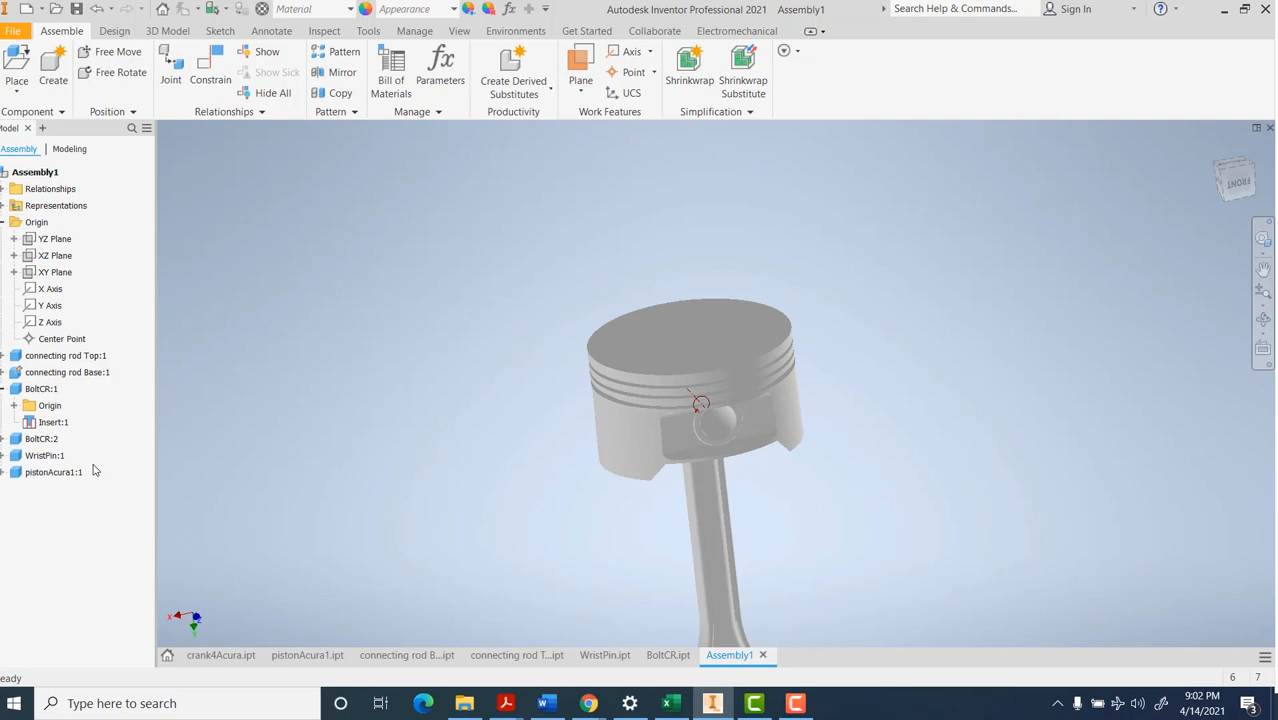 Material
Appearance
Autodesk Inventor Professional 2021
Assembly1
Search Help & Commands...
Sign In
File
Assemble
Design
3D Model
Sketch
Annotate
Inspect
Tools
Manage
View
Environments
Get Started
Collaborate
Electromechanical
Place
Create
Free Move
Free Rotate
Joint
Constrain
Show
Show Sick
Hide All
Pattern
Mirror
Copy
Bill of
Materials
Parameters
Create Derived
Substitutes
Plane
Axis
Point
UCS
Shrinkwrap
Shrinkwrap
Substitute
Component
Position
Relationships
Pattern
Manage
Productivity
Work Features
Simplification
Model
Assembly
Modeling
Assembly1
Relationships
Representations
Origin
YZ Plane
XZ Plane
XY Plane
X Axis
Y Axis
Z Axis
Center Point
connecting rod Top:1
connecting rod Base:1
BoltCR:1
Origin
Insert:1
BoltCR:2
WristPin:1
pistonAcura1:1
FRONT
X
Y
Z
crank4Acura.ipt
pistonAcura1.ipt
connecting rod B...ipt
connecting rod T...ipt
WristPin.ipt
BoltCR.ipt
Assembly1
eady
6
7
Type here to search
9:02 PM
4/14/2021
3